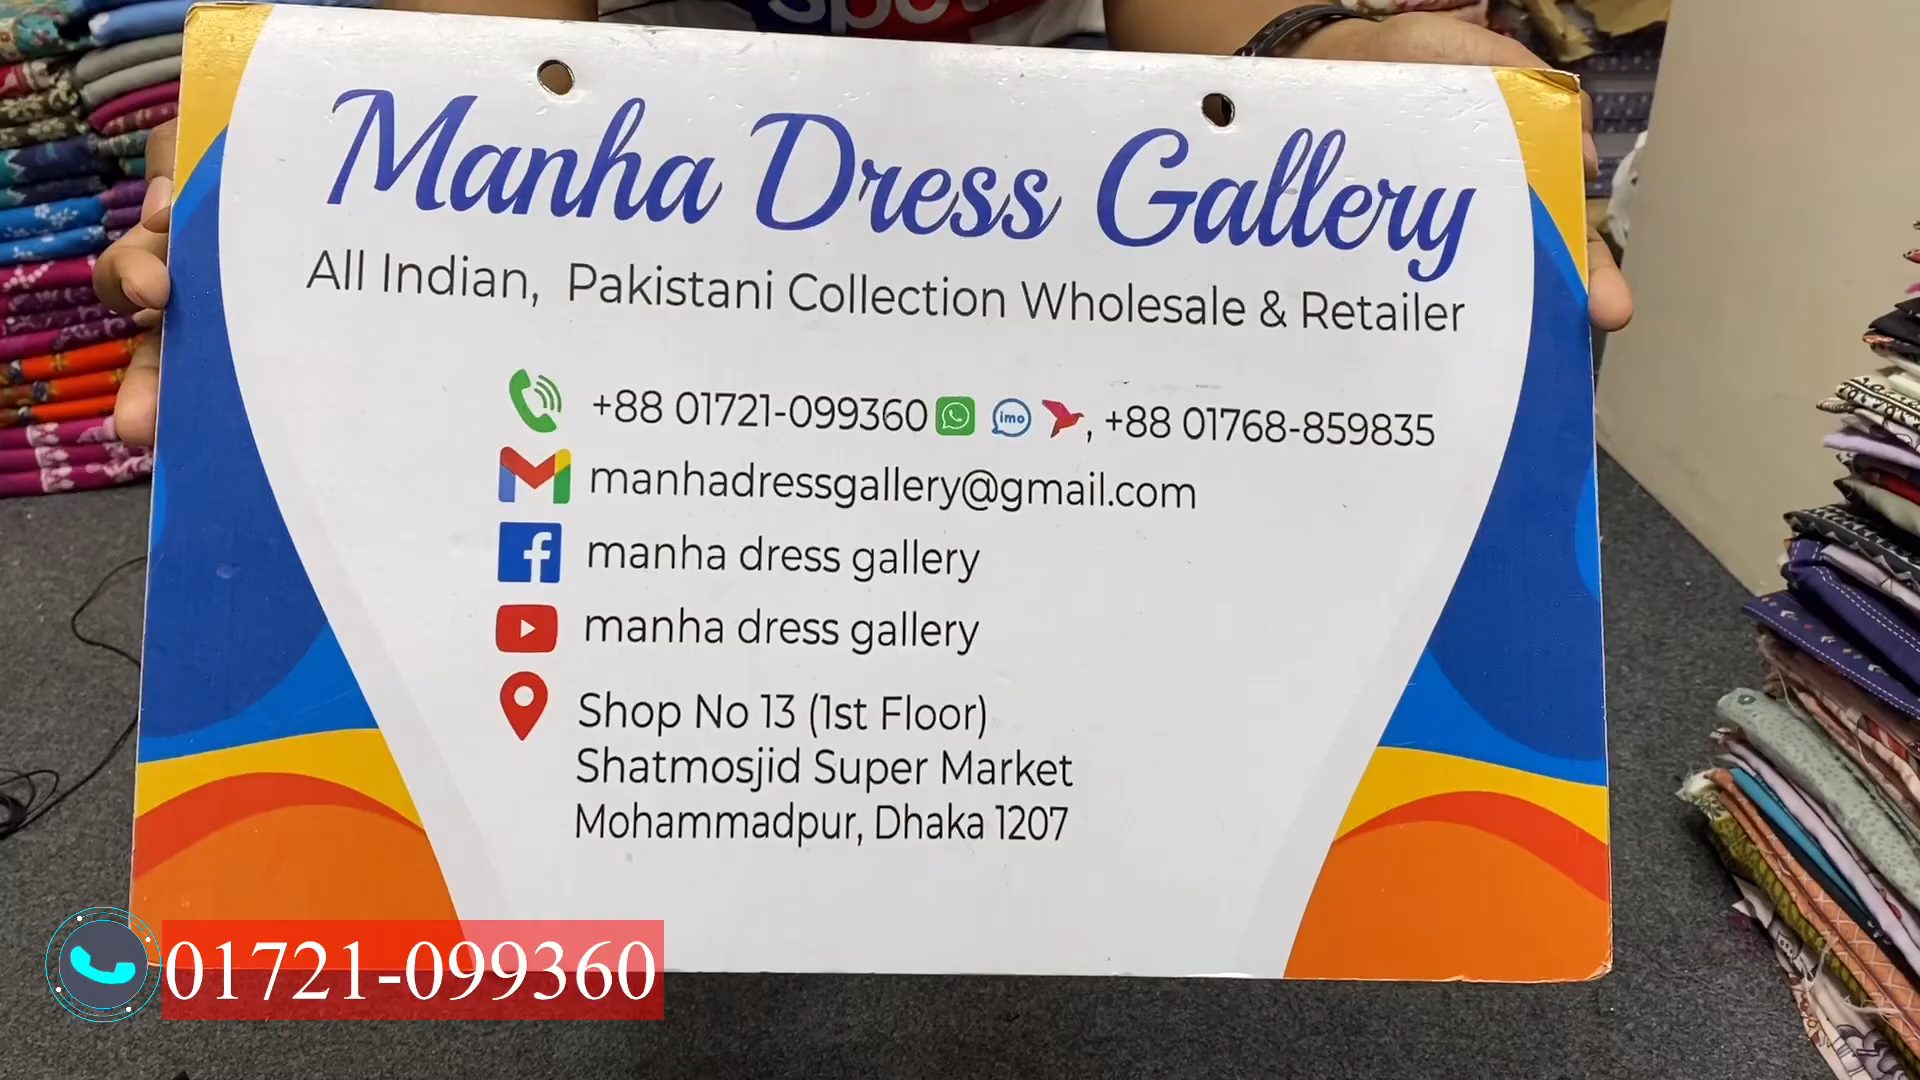 Manha Dress Gallery
All Indian, Pakistani Collection Wholesale & Retailer
+88 01721-099360 imo , +88 01768-859835
manhadressgallery@gmail.com
manha dress gallery
manha dress gallery
Shop No 13 (1st Floor)
Shatmosjid Super Market
Mohammadpur, Dhaka 1207
01721-099360